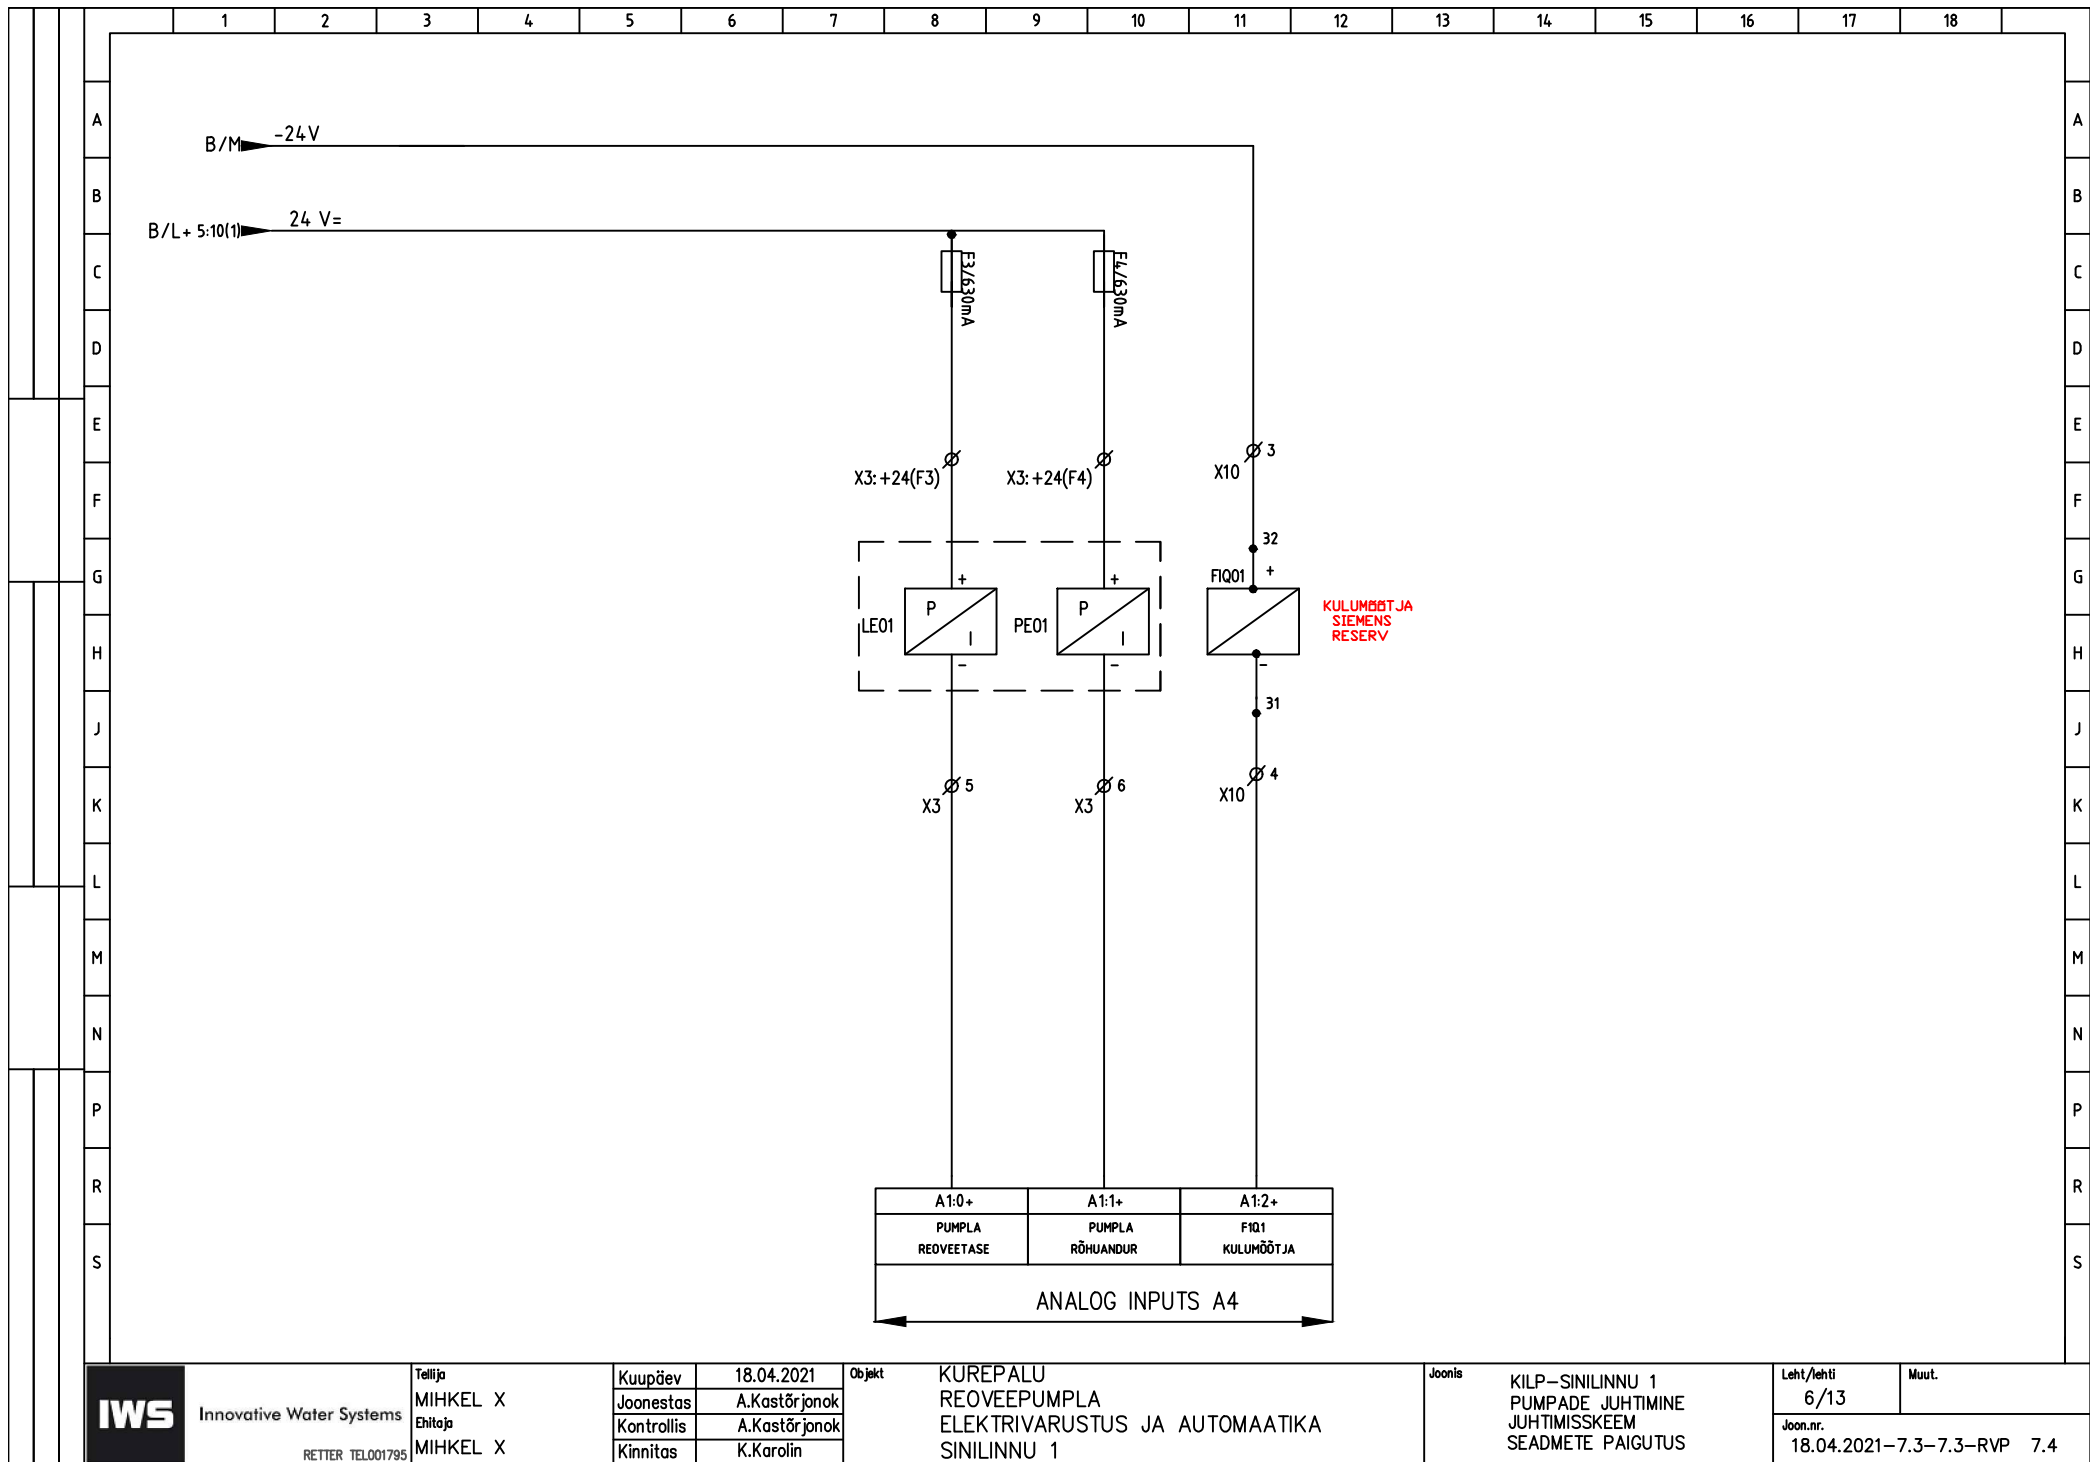 1 2 3 4 5 6 7 8 9 10 11 12 13 14 15 16 17 18
A A
B/M -24V
B B
B/L+ 5:10(1) 24 V=
C C
F3/630mA F4/630mA
D D
E E
3
X10
X3:+24(F3) X3:+24(F4)
F F
32
G G
+ + FIQ01 +
P P
KULUMÕÕTJA
SIEMENS
RESERV
LE01 I PE01 I
H H
- - -
31
J J
4
5 6
X10
X3 X3
K K
L L
M M
N N
P P
R R
A1:0+ A1:1+ A1:2+
PUMPLA PUMPLA F1Q1
REOVEETASE RÕHUANDUR KULUMÕÕTJA
S S
ANALOG INPUTS A4
IWS Innovative Water Systems
RETTER TEL001795
Tellija
MIHKEL X
Ehitaja
MIHKEL X
Kuupäev 18.04.2021
Joonestas A.Kastõrjonok
Kontrollis A.Kastõrjonok
Kinnitas K.Karolin
Objekt
KUREPALU
REOVEEPUMPLA
ELEKTRIVARUSTUS JA AUTOMAATIKA
SINILINNU 1
Joonis
KILP-SINILINNU 1
PUMPADE JUHTIMINE
JUHTIMISSKEEM
SEADMETE PAIGUTUS
Leht/lehti
6/13
Muut.
Joon.nr.
18.04.2021-7.3-7.3-RVP 7.4